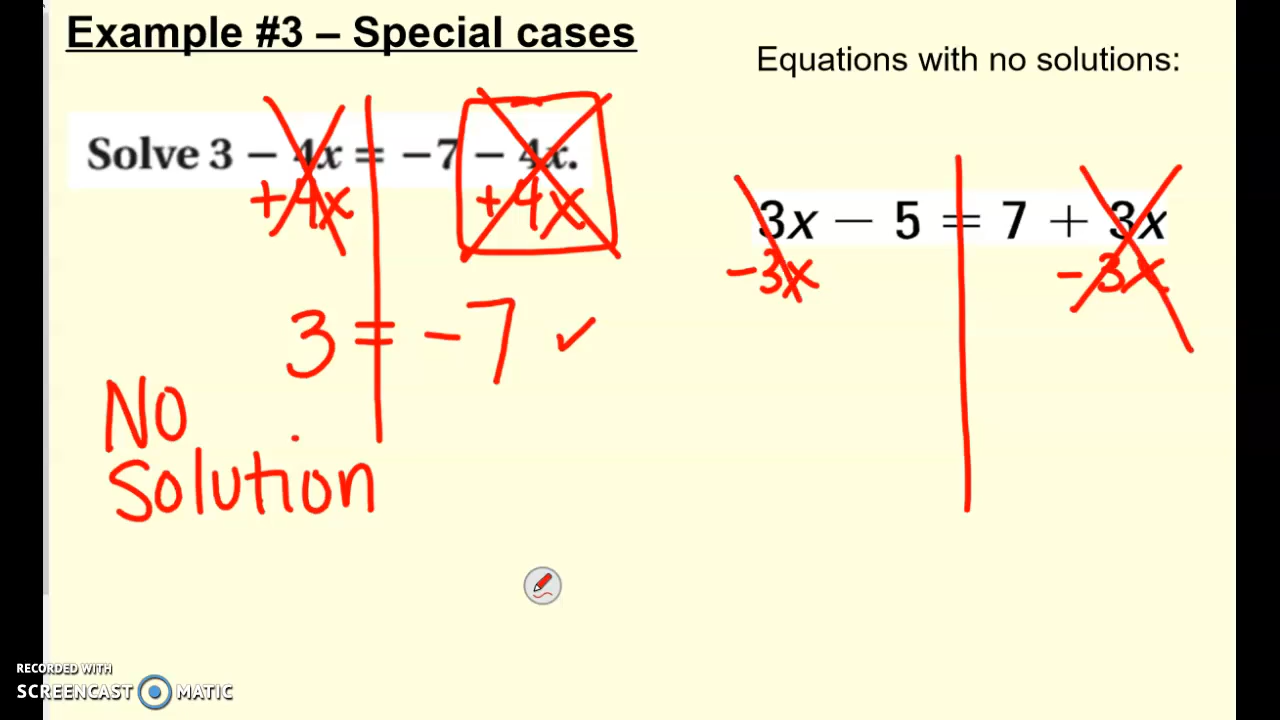 Example #3 – Special cases
Equations with no solutions:
Solve 3 − 4x = −7 − 4x.
+ 4x + 4x
3x − 5 = 7 + 3x
−3x − 3x
3 = −7 ✓
NO
Solution
RECORDED WITH
SCREENCAST MATIC